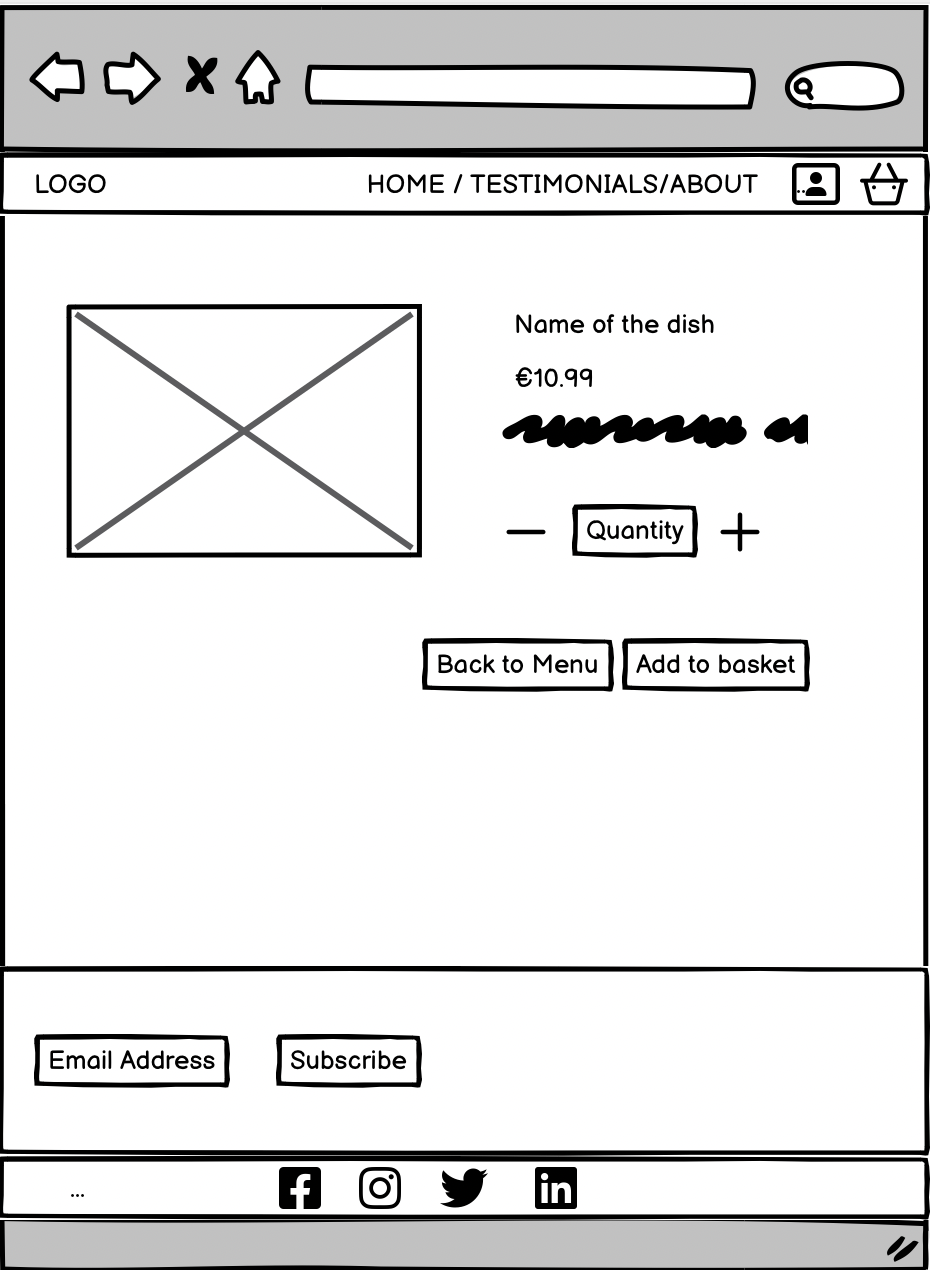 LOGO
HOME / TESTIMONIALS/ABOUT
Name of the dish
€10.99
Quantity
Back to Menu
Add to basket
Email Address
Subscribe
...